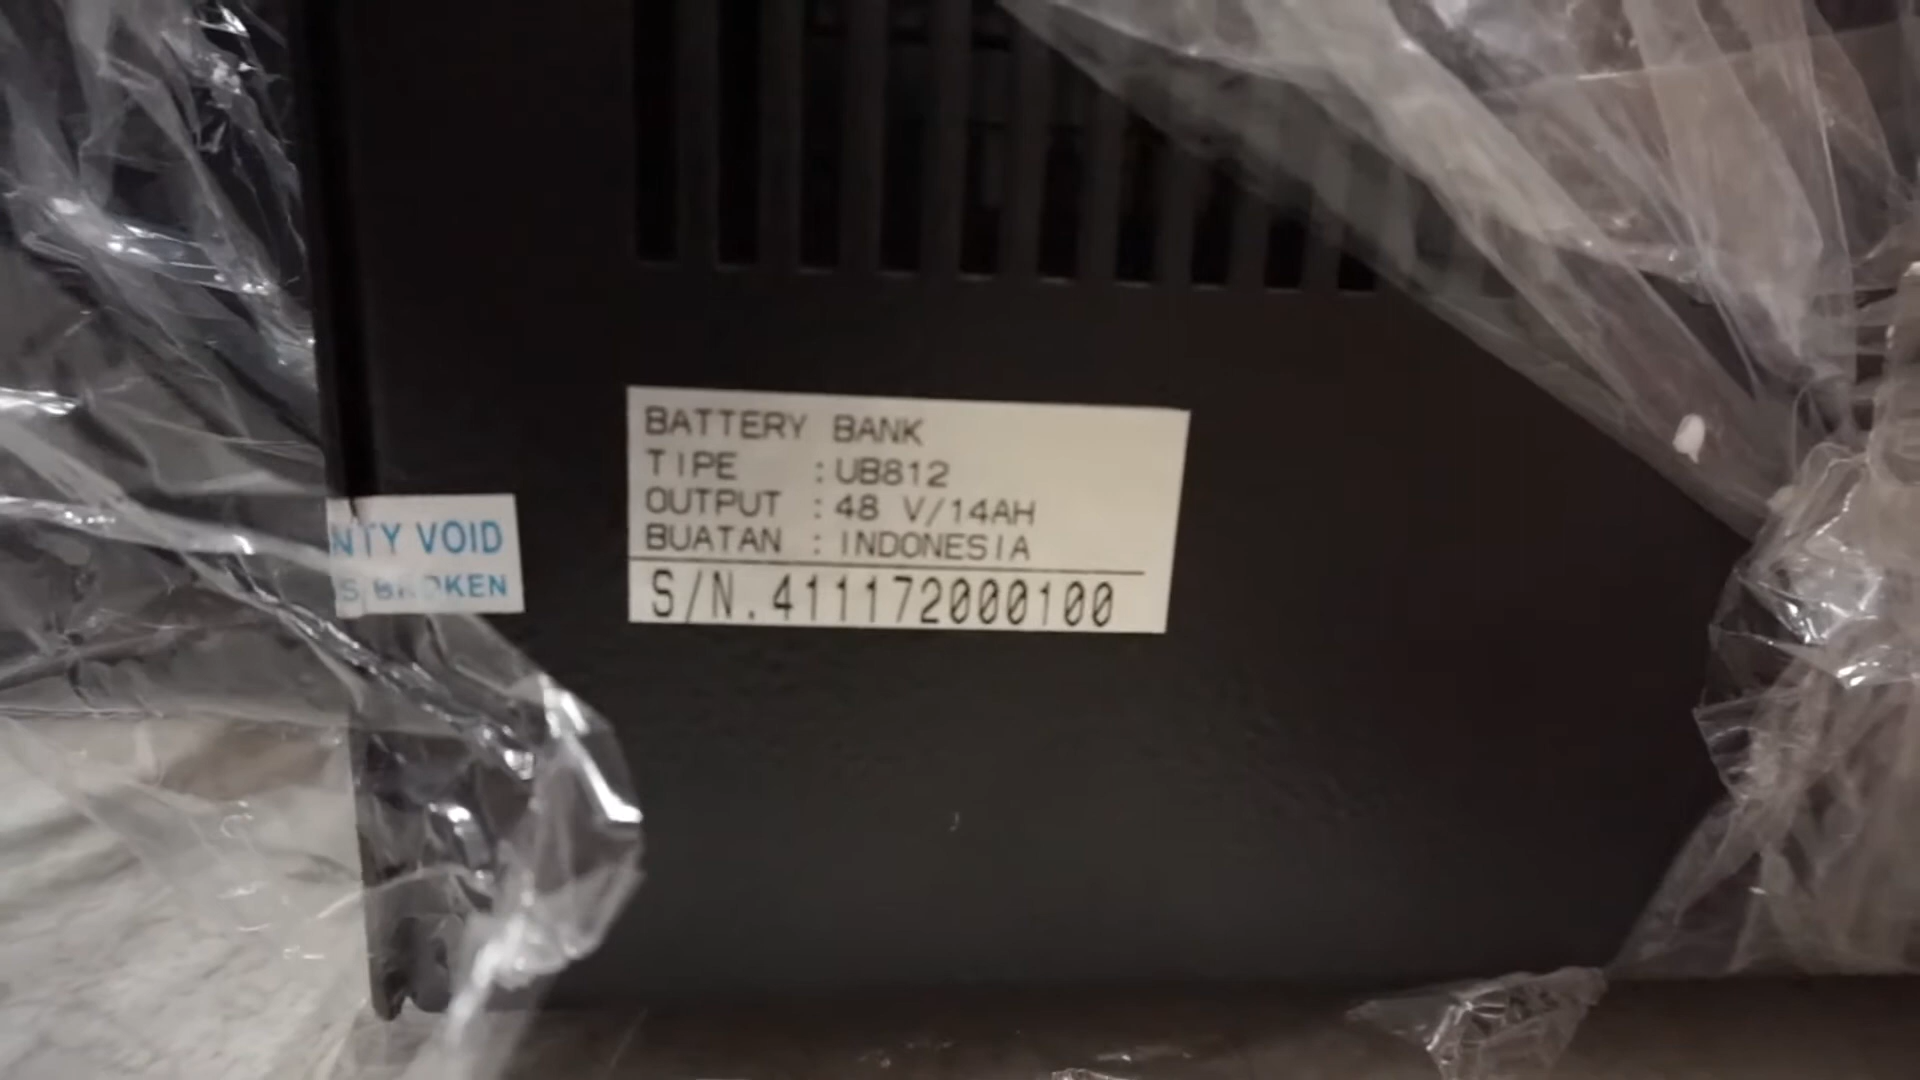 BATTERY BANK
TIPE : UB812
OUTPUT : 48 V/14AH
BUATAN : INDONESIA
S/N.411172000100
NTY VOID
S BROKEN